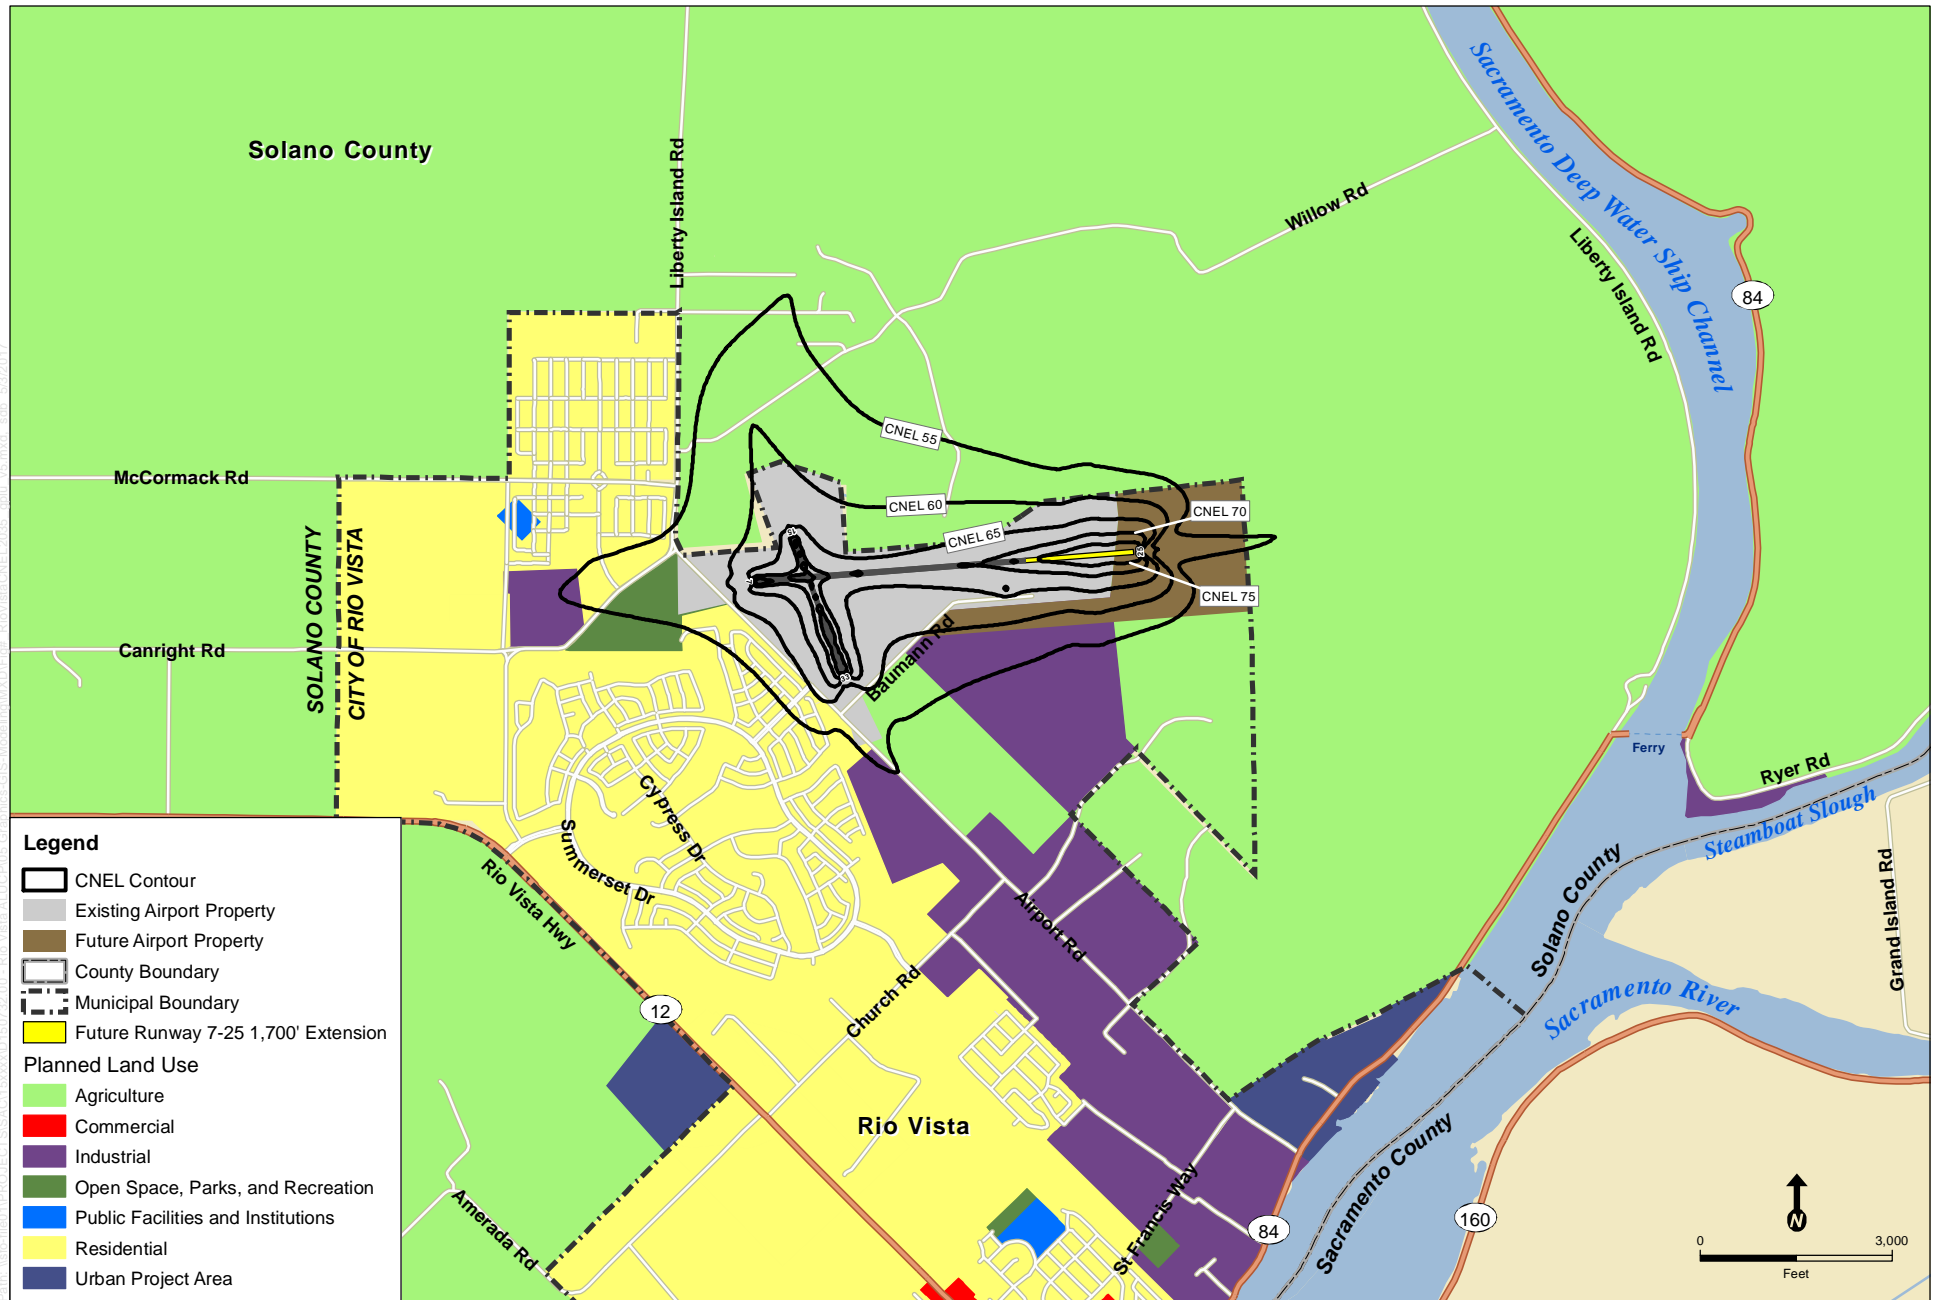 Solano County
Liberty Island Rd
Willow Rd
Sacramento Deep Water Ship Channel
Liberty Island Rd
84
CNEL 55
McCormack Rd
CNEL 60
CNEL 70
CNEL 65
15
25
7
CNEL 75
SOLANO COUNTY
CITY OF RIO VISTA
Canright Rd
Baumann Rd
33
Ferry
Ryer Rd
Steamboat Slough
Cypress Dr
Summerset Dr
Rio Vista Hwy
Airport Rd
Solano County
Grand Island Rd
Church Rd
12
Sacramento River
Rio Vista
Sacramento County
St Francis Way
84
160
Amerada Rd
Legend
CNEL Contour
Existing Airport Property
Future Airport Property
County Boundary
Municipal Boundary
Future Runway 7-25 1,700' Extension
Planned Land Use
Agriculture
Commercial
Industrial
Open Space, Parks, and Recreation
Public Facilities and Institutions
Residential
Urban Project Area
N
0 3,000
Feet